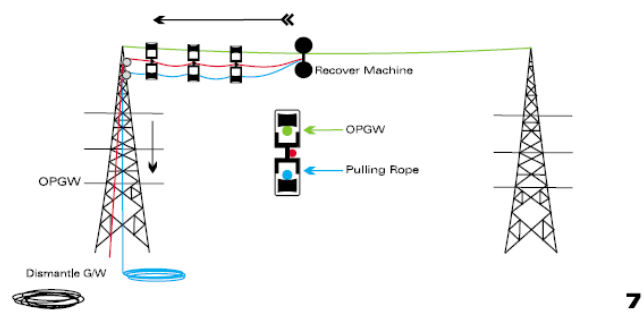 Recover Machine
OPGW
Pulling Rope
OPGW
Dismantle G/W
7